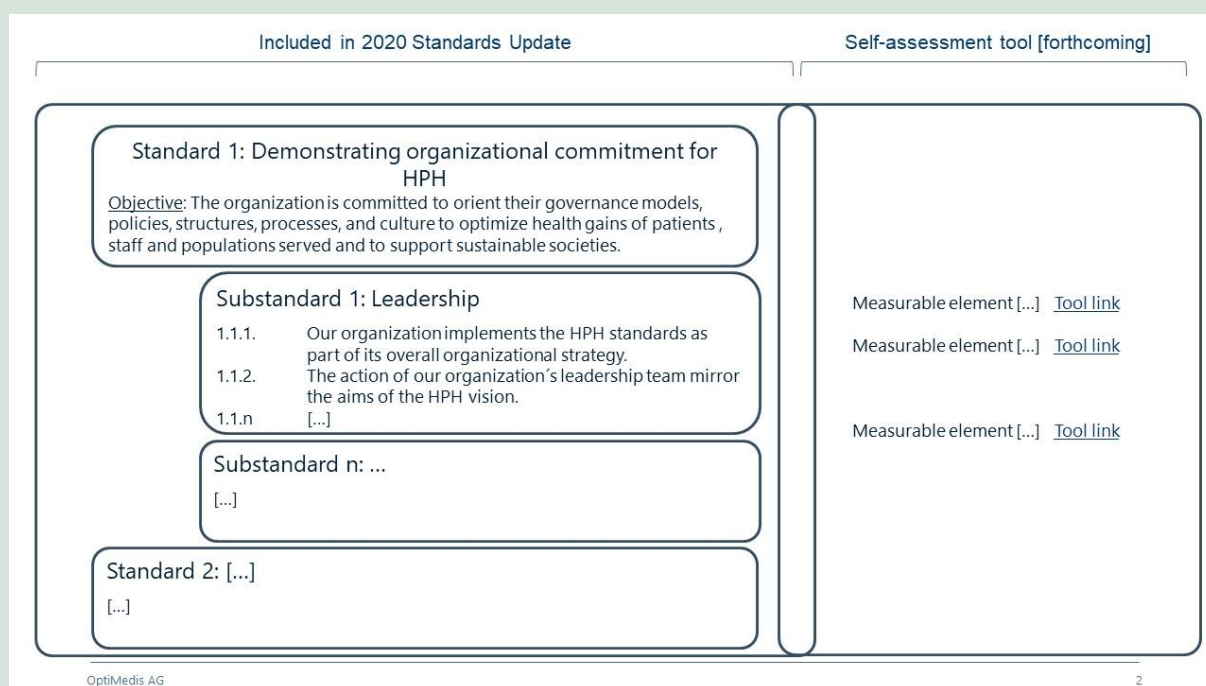 Included in 2020 Standards Update
Self-assessment tool [forthcoming]
Standard 1: Demonstrating organizational commitment for
HPH
Objective: The organization is committed to orient their governance models,
policies, structures, processes, and culture to optimize health gains of patients ,
staff and populations served and to support sustainable societies.
Substandard 1: Leadership
1.1.1. Our organization implements the HPH standards as
part of its overall organizational strategy.
1.1.2. The action of our organization´s leadership team mirror
the aims of the HPH vision.
1.1.n [...]
Substandard n: ...
[...]
Standard 2: [...]
[...]
Measurable element [...] Tool link
Measurable element [...] Tool link
Measurable element [...] Tool link
OptiMedis AG
2